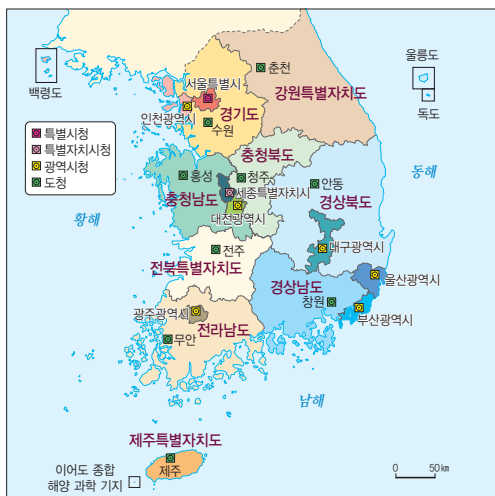 백령도
울릉도
독도
춘천
강원특별자치도
서울특별시
인천광역시
경기도
수원
특별시청
특별자치시청
광역시청
도청
충청북도
홍성
청주
세종특별자치시
충청남도
대전광역시
안동
경상북도
동해
황해
전주
전북특별자치도
대구광역시
울산광역시
경상남도
창원
부산광역시
광주광역시
전라남도
무안
남해
제주특별자치도
제주
이어도 종합
해양 과학 기지
0 50km